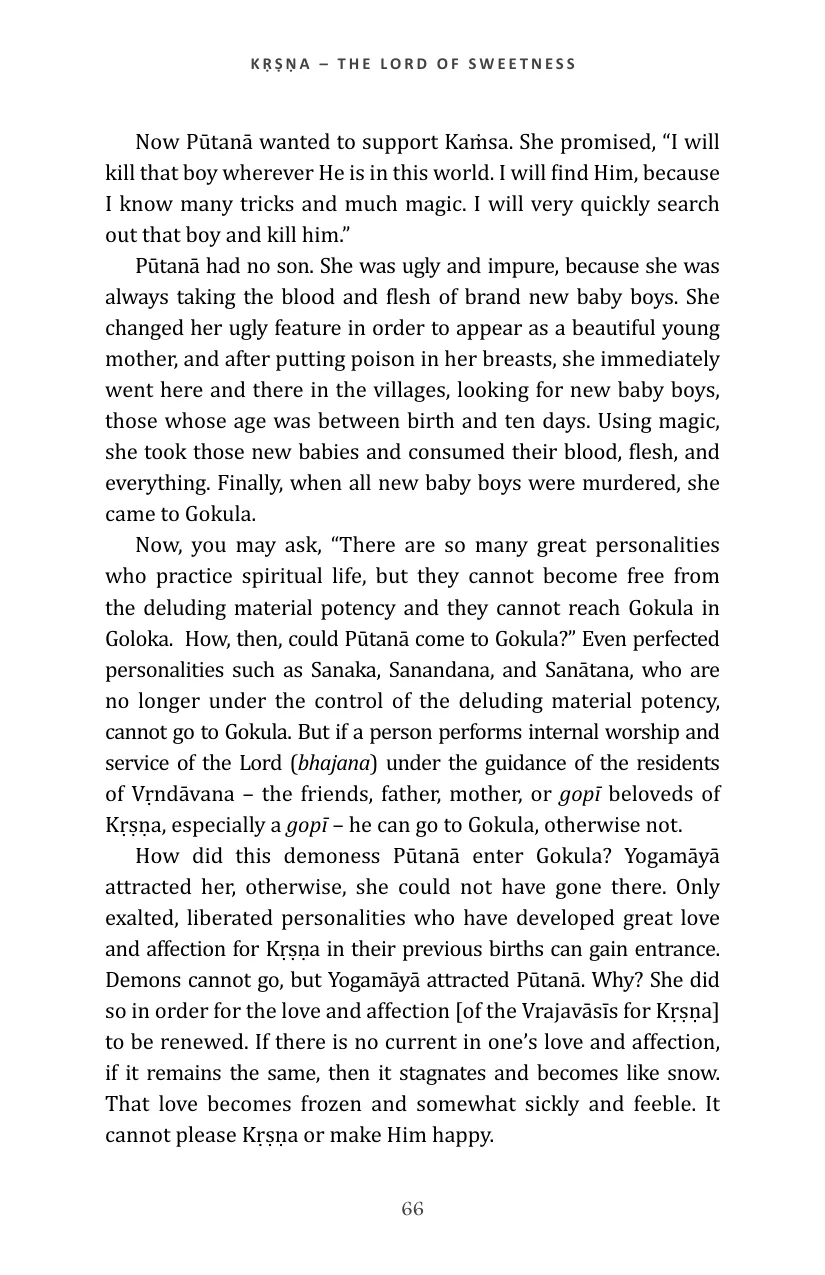 KṚṢṆA – THE LORD OF SWEETNESS
Now Pūtanā wanted to support Kaṁsa. She promised, “I will
kill that boy wherever He is in this world. I will find Him, because
I know many tricks and much magic. I will very quickly search
out that boy and kill him.”
Pūtanā had no son. She was ugly and impure, because she was
always taking the blood and flesh of brand new baby boys. She
changed her ugly feature in order to appear as a beautiful young
mother, and after putting poison in her breasts, she immediately
went here and there in the villages, looking for new baby boys,
those whose age was between birth and ten days. Using magic,
she took those new babies and consumed their blood, flesh, and
everything. Finally, when all new baby boys were murdered, she
came to Gokula.
Now, you may ask, “There are so many great personalities
who practice spiritual life, but they cannot become free from
the deluding material potency and they cannot reach Gokula in
Goloka.  How, then, could Pūtanā come to Gokula?” Even perfected
personalities such as Sanaka, Sanandana, and Sanātana, who are
no longer under the control of the deluding material potency,
cannot go to Gokula. But if a person performs internal worship and
service of the Lord (bhajana) under the guidance of the residents
of Vṛndāvana – the friends, father, mother, or gopī beloveds of
Kṛṣṇa, especially a gopī – he can go to Gokula, otherwise not.
How did this demoness Pūtanā enter Gokula? Yogamāyā
attracted her, otherwise, she could not have gone there. Only
exalted, liberated personalities who have developed great love
and affection for Kṛṣṇa in their previous births can gain entrance.
Demons cannot go, but Yogamāyā attracted Pūtanā. Why? She did
so in order for the love and affection [of the Vrajavāsīs for Kṛṣṇa]
to be renewed. If there is no current in one’s love and affection,
if it remains the same, then it stagnates and becomes like snow.
That love becomes frozen and somewhat sickly and feeble. It
cannot please Kṛṣṇa or make Him happy.
66